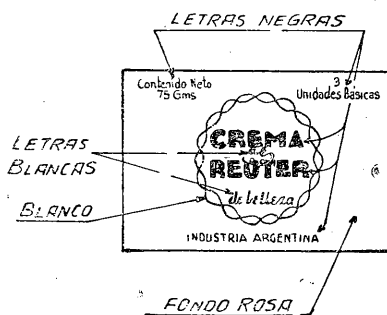 LETRAS NEGRAS
Contenido Neto
75 Gms
3
Unidades Básicas
LETRAS
BLANCAS
CREMA
REUTER
de belleza
BLANCO
INDUSTRIA ARGENTINA
FONDO ROSA